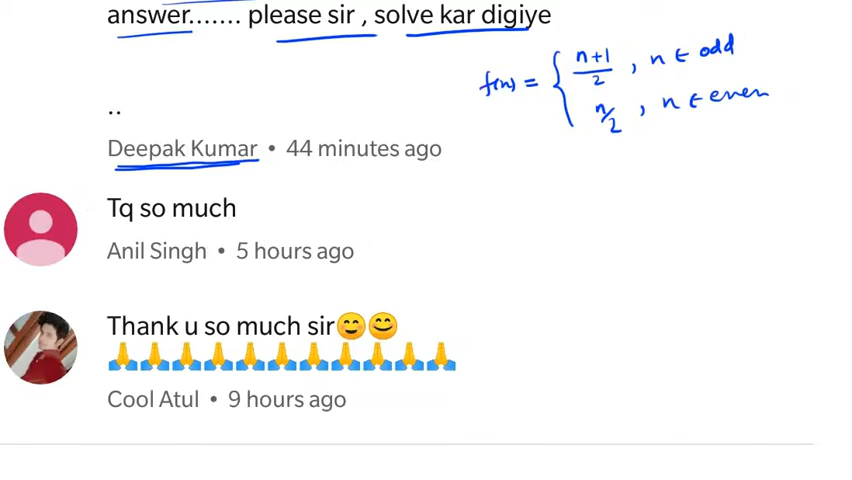 answer....... please sir , solve kar digiye
f(n) = { n+1/2 , n ∈ odd
n/2 , n ∈ even
..
Deepak Kumar • 44 minutes ago
Tq so much
Anil Singh • 5 hours ago
Thank u so much sir😊😄
🙏🙏🙏🙏🙏🙏🙏🙏🙏🙏🙏
Cool Atul • 9 hours ago